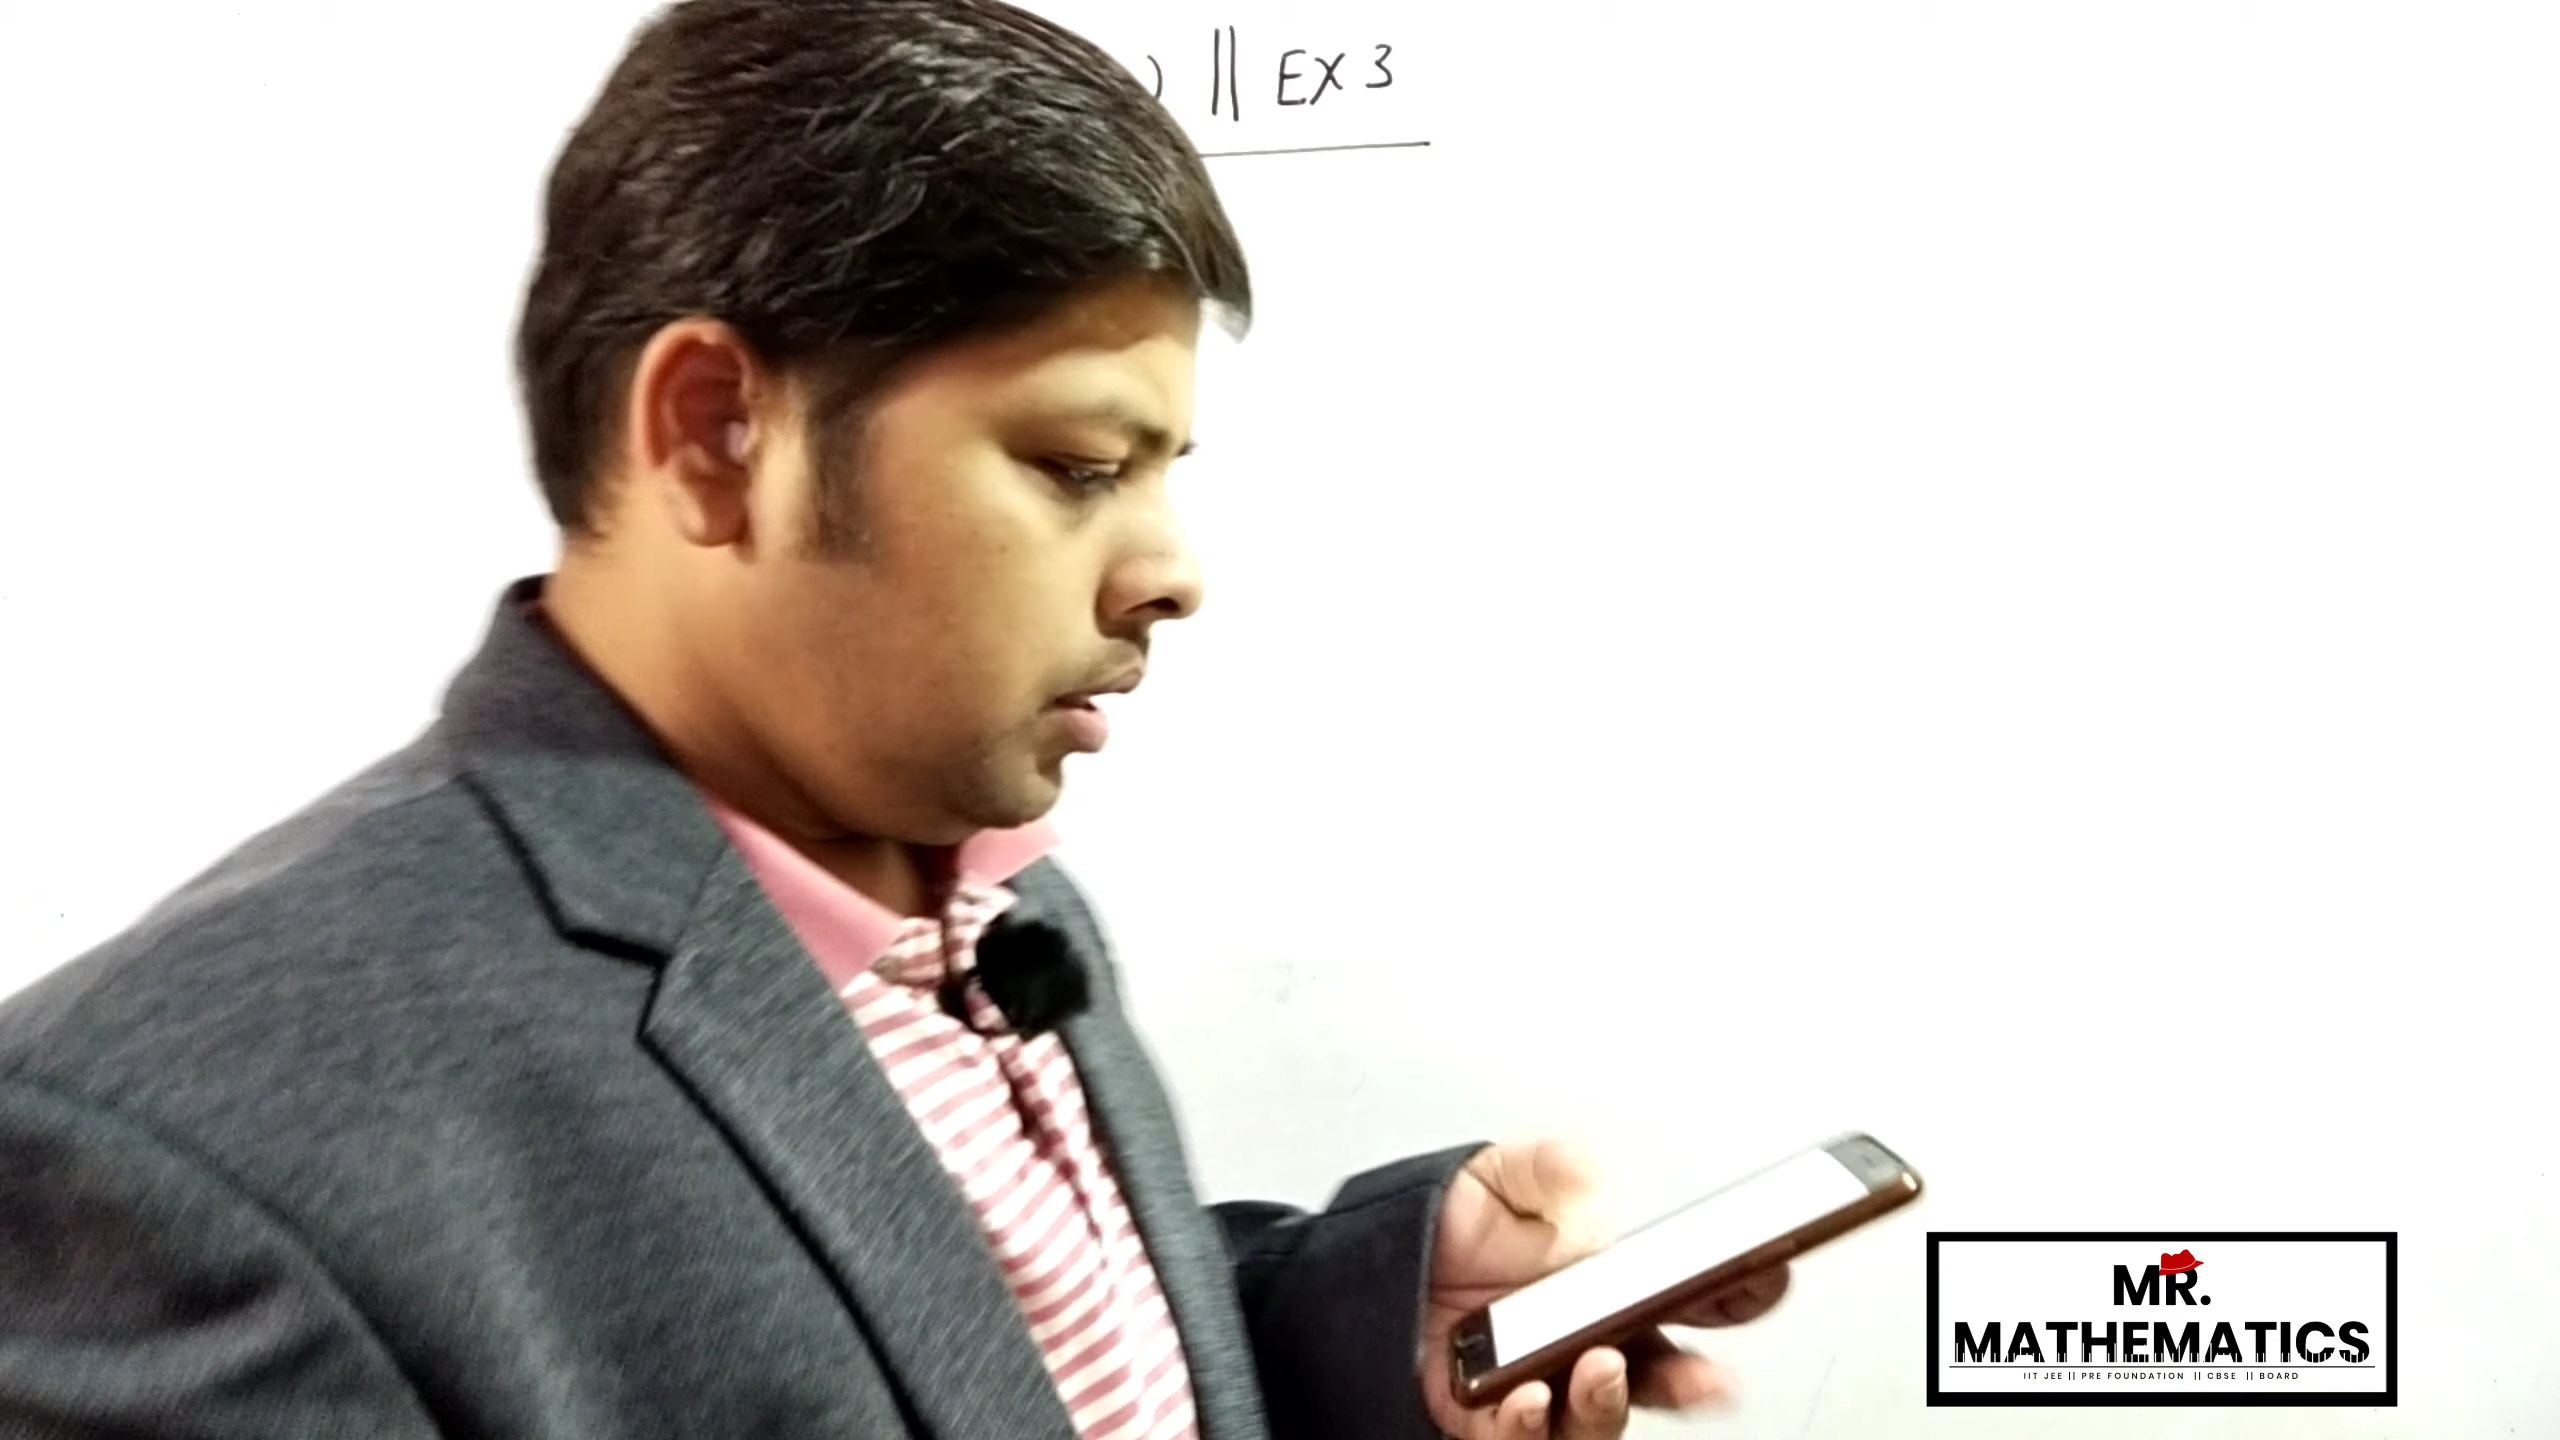 ) || EX 3
MR.
MATHEMATICS
IIT JEE || PRE FOUNDATION || CBSE || BOARD